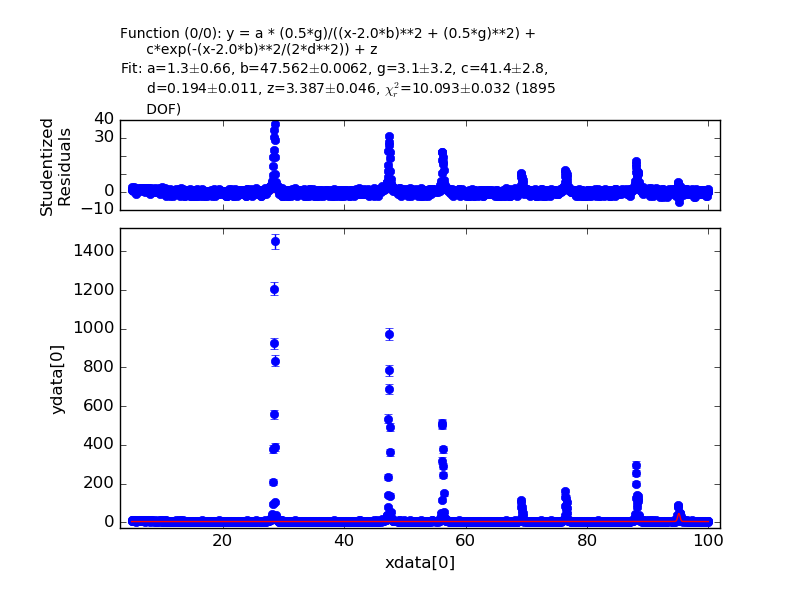 Function (0/0): y = a * (0.5*g)/((x-2.0*b)**2 + (0.5*g)**2) +
c*exp(-(x-2.0*b)**2/(2*d**2)) + z
Fit: a=1.3±0.66, b=47.562±0.0062, g=3.1±3.2, c=41.4±2.8,
d=0.194±0.011, z=3.387±0.046, χ²ᵣ=10.093±0.032 (1895
DOF)
40
30
0
−10
Studentized
Residuals
1400
1200
1000
800
600
400
200
0
ydata[0]
20 40 60 80 100
xdata[0]